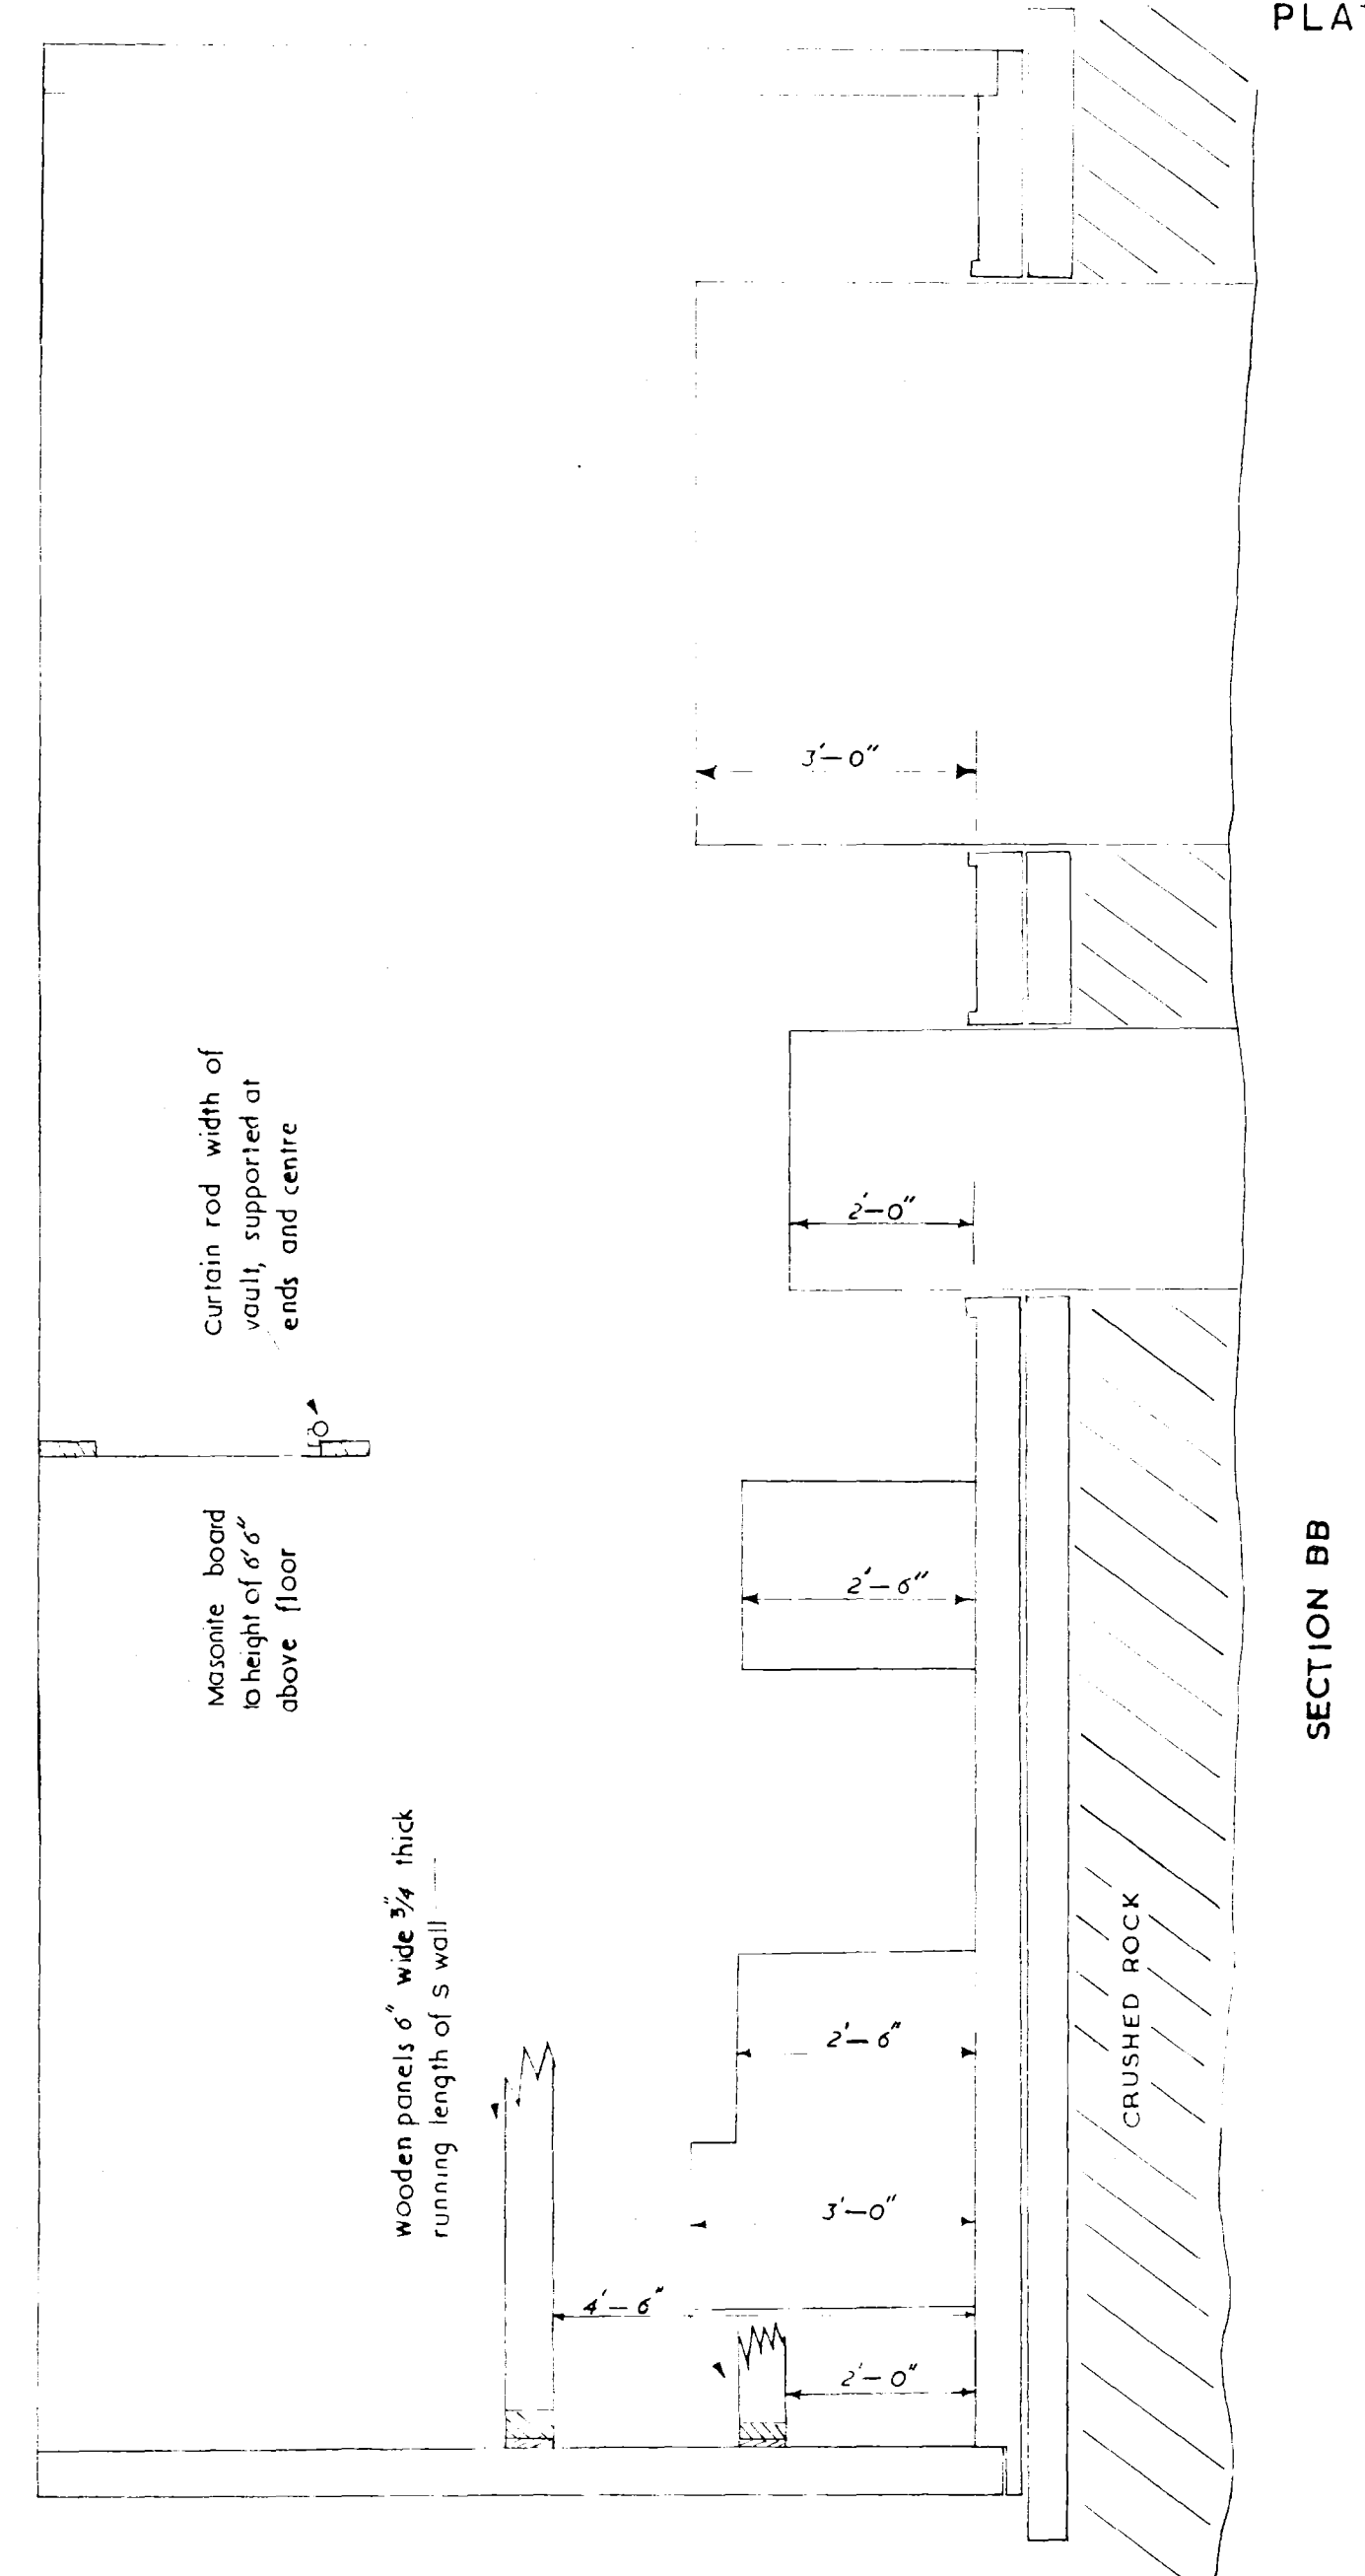 PLAT
Curtain rod width of
vault, supported at
ends and centre
Masonite board
to height of 6'6"
above floor
wooden panels 6" wide 3/4" thick
running length of s wall
3'-0"
2'-0"
2'-6"
2'-6"
3'-0"
4'-6"
2'-0"
CRUSHED ROCK
SECTION BB